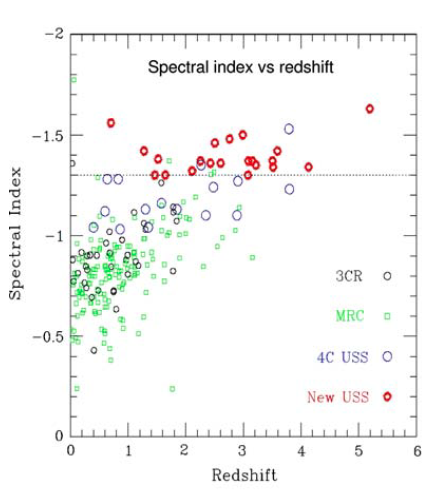 Spectral index vs redshift
−2
−1.5
−1
−0.5
0
Spectral Index
3CR
MRC
4C USS
New USS
0 1 2 3 4 5 6
Redshift